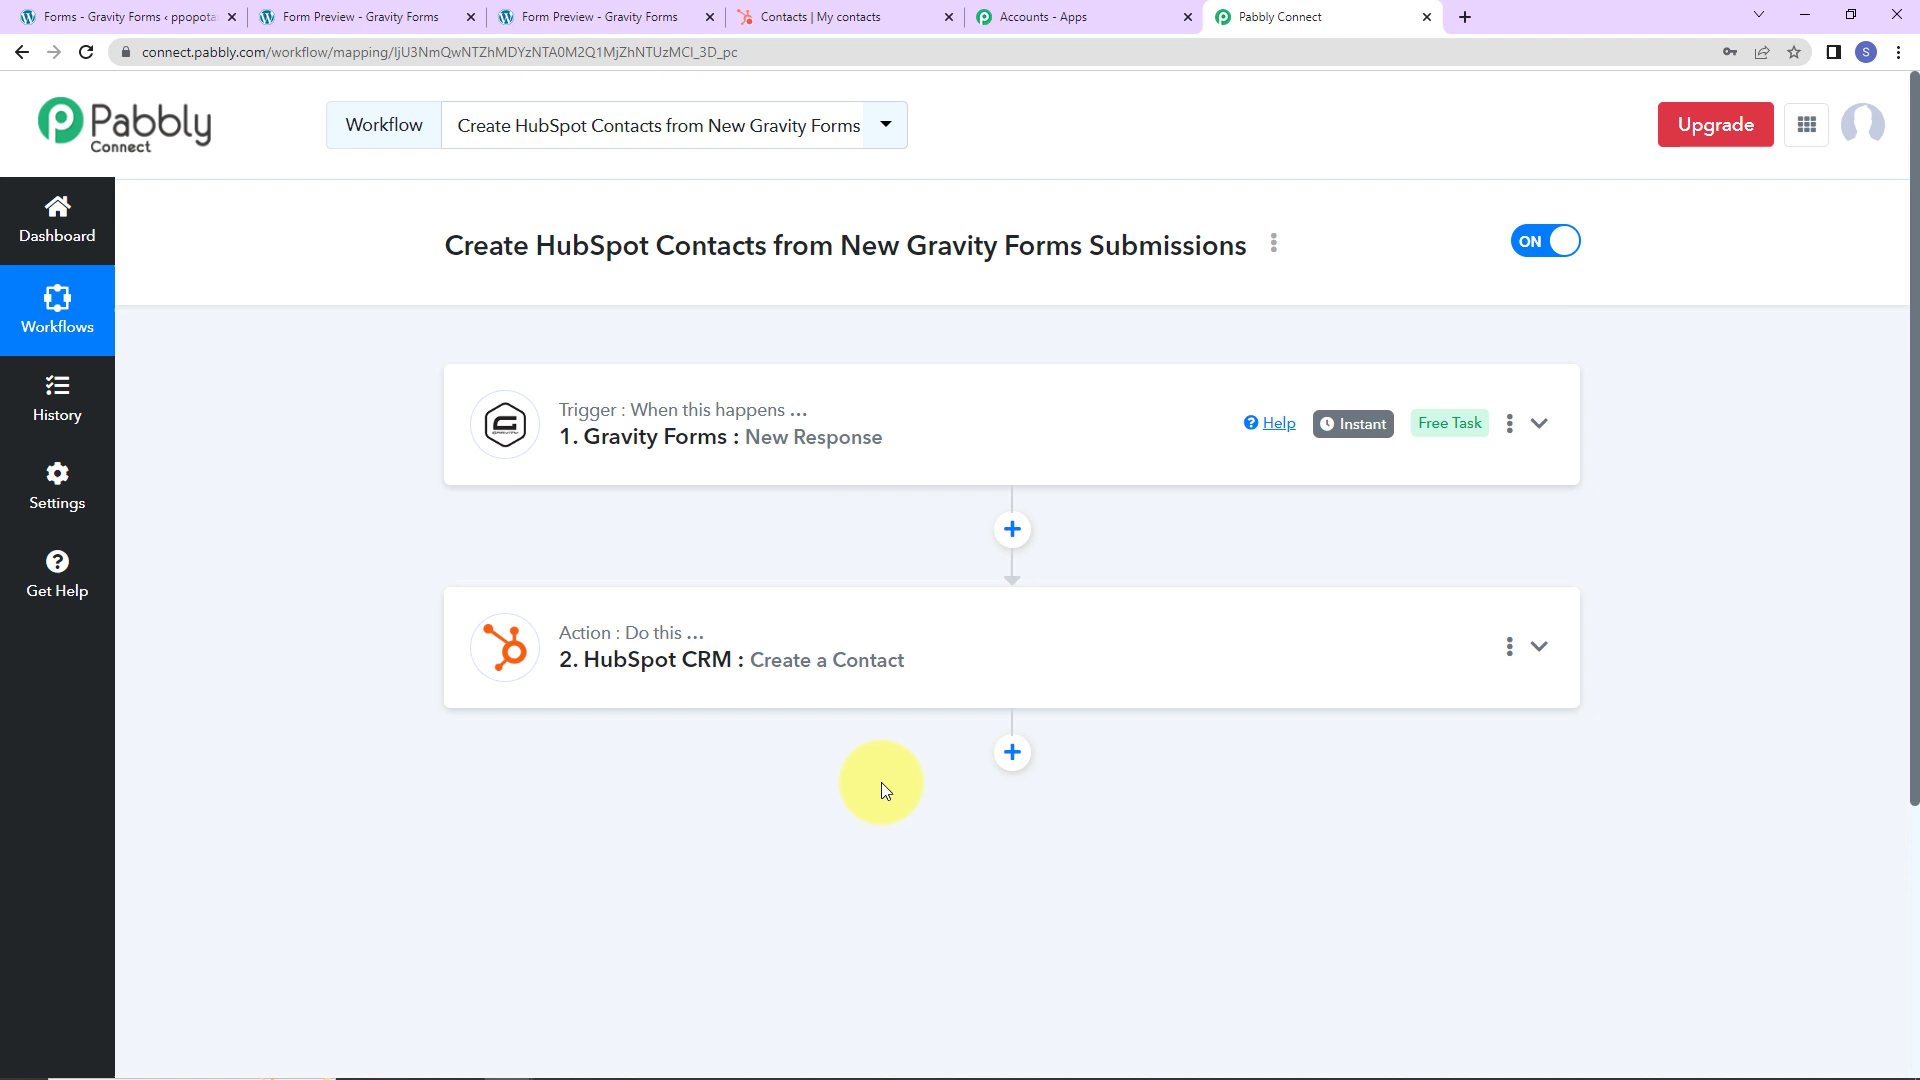 Forms - Gravity Forms ‹ ppopota
Form Preview - Gravity Forms
Form Preview - Gravity Forms
Contacts | My contacts
Accounts - Apps
Pabbly Connect
connect.pabbly.com/workflow/mapping/IjU3NmQwNTZhMDYzNTA0M2Q1MjZhNTUzMCI_3D_pc
S
Pabbly
Connect
Workflow
Create HubSpot Contacts from New Gravity Forms
Upgrade
Dashboard
Workflows
History
Settings
Get Help
Create HubSpot Contacts from New Gravity Forms Submissions
ON
Trigger : When this happens ...
1. Gravity Forms : New Response
Help
Instant
Free Task
Action : Do this ...
2. HubSpot CRM : Create a Contact